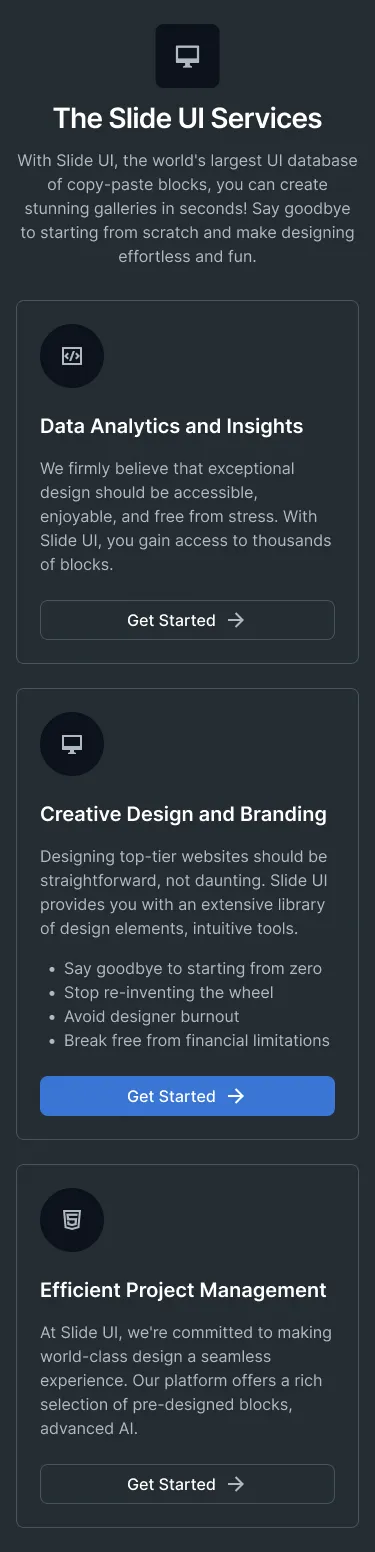 The Slide UI Services
With Slide UI, the world's largest UI database
of copy-paste blocks, you can create
stunning galleries in seconds! Say goodbye
to starting from scratch and make designing
effortless and fun.
Data Analytics and Insights
We firmly believe that exceptional
design should be accessible,
enjoyable, and free from stress. With
Slide UI, you gain access to thousands
of blocks.
Get Started
Creative Design and Branding
Designing top-tier websites should be
straightforward, not daunting. Slide UI
provides you with an extensive library
of design elements, intuitive tools.
• Say goodbye to starting from zero
• Stop re-inventing the wheel
• Avoid designer burnout
• Break free from financial limitations
Get Started
Efficient Project Management
At Slide UI, we're committed to making
world-class design a seamless
experience. Our platform offers a rich
selection of pre-designed blocks,
advanced AI.
Get Started